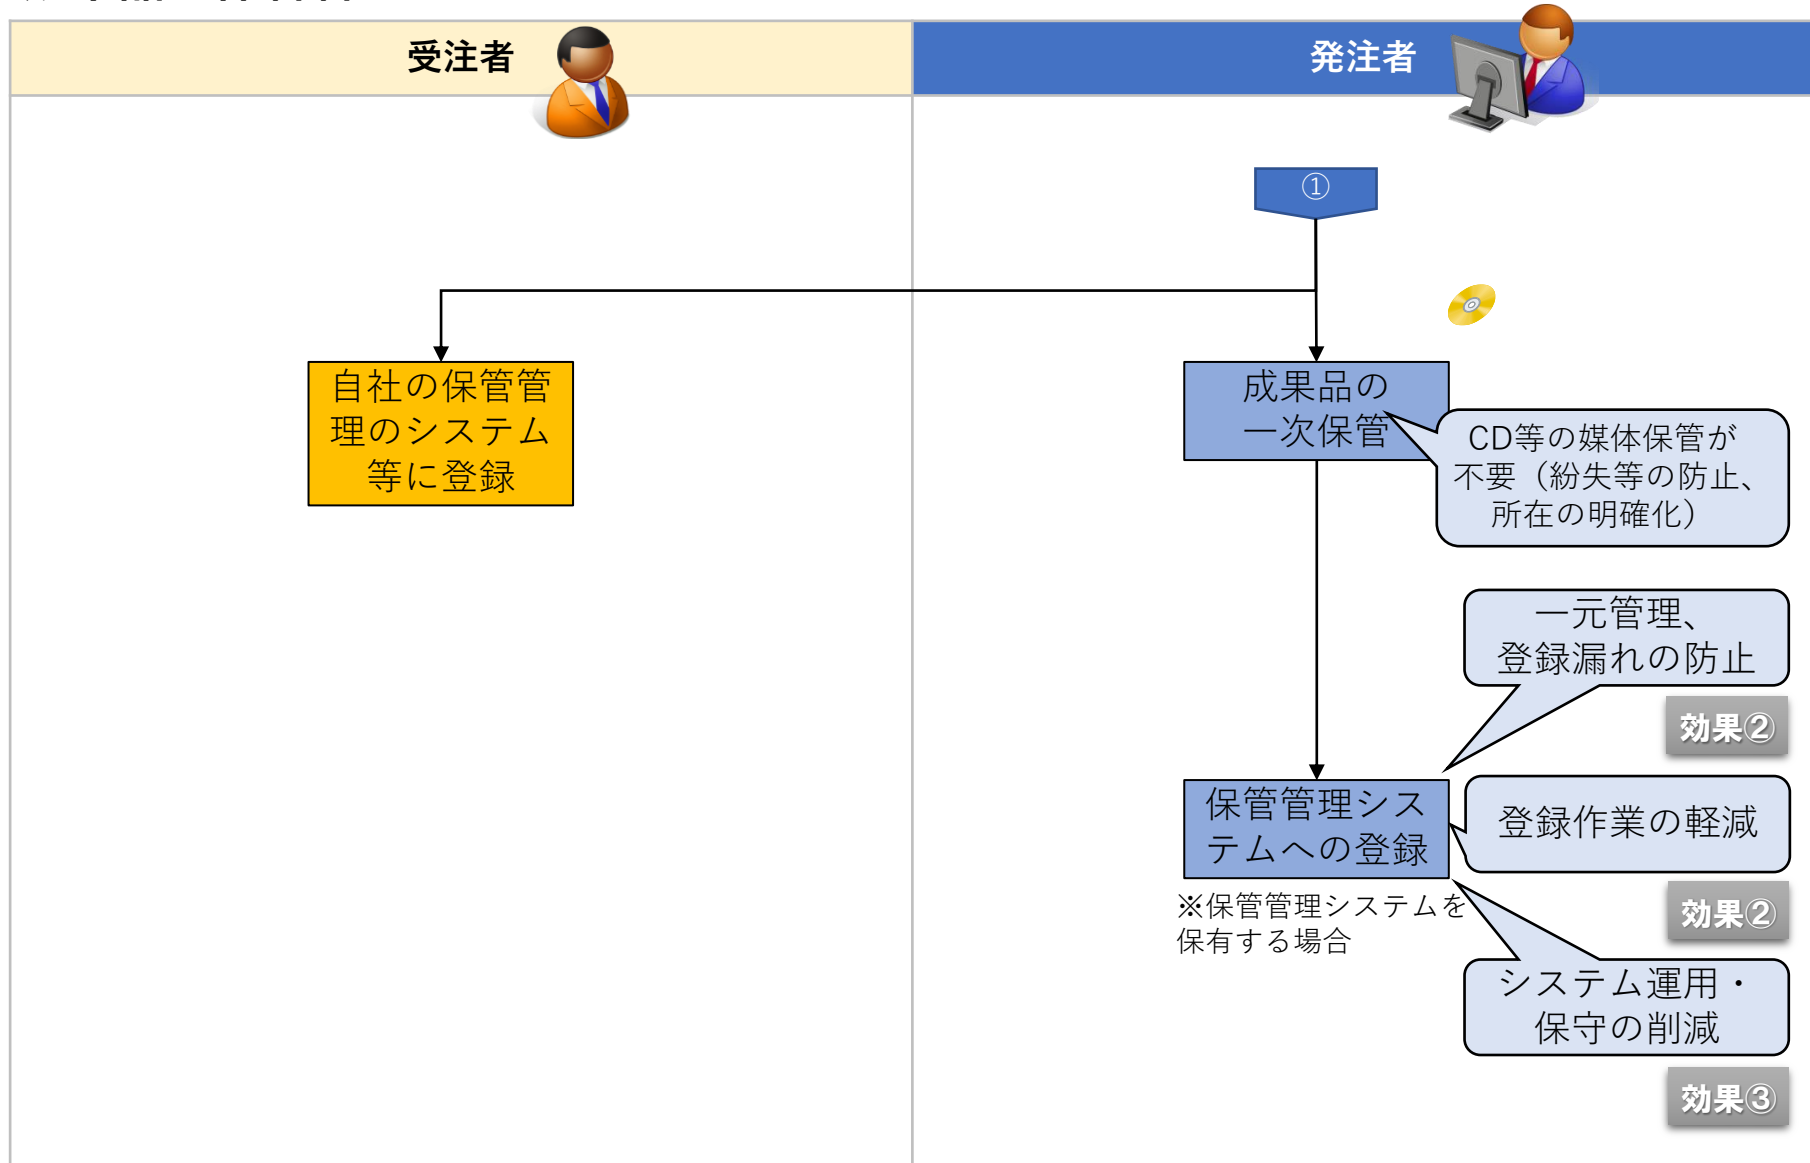 受注者
発注者
①
自社の保管管
理のシステム
等に登録
成果品の
一次保管
CD等の媒体保管が
不要（紛失等の防止、
所在の明確化）
一元管理、
登録漏れの防止
効果②
保管管理シス
テムへの登録
登録作業の軽減
※保管管理システムを
保有する場合
効果②
システム運用・
保守の削減
効果③